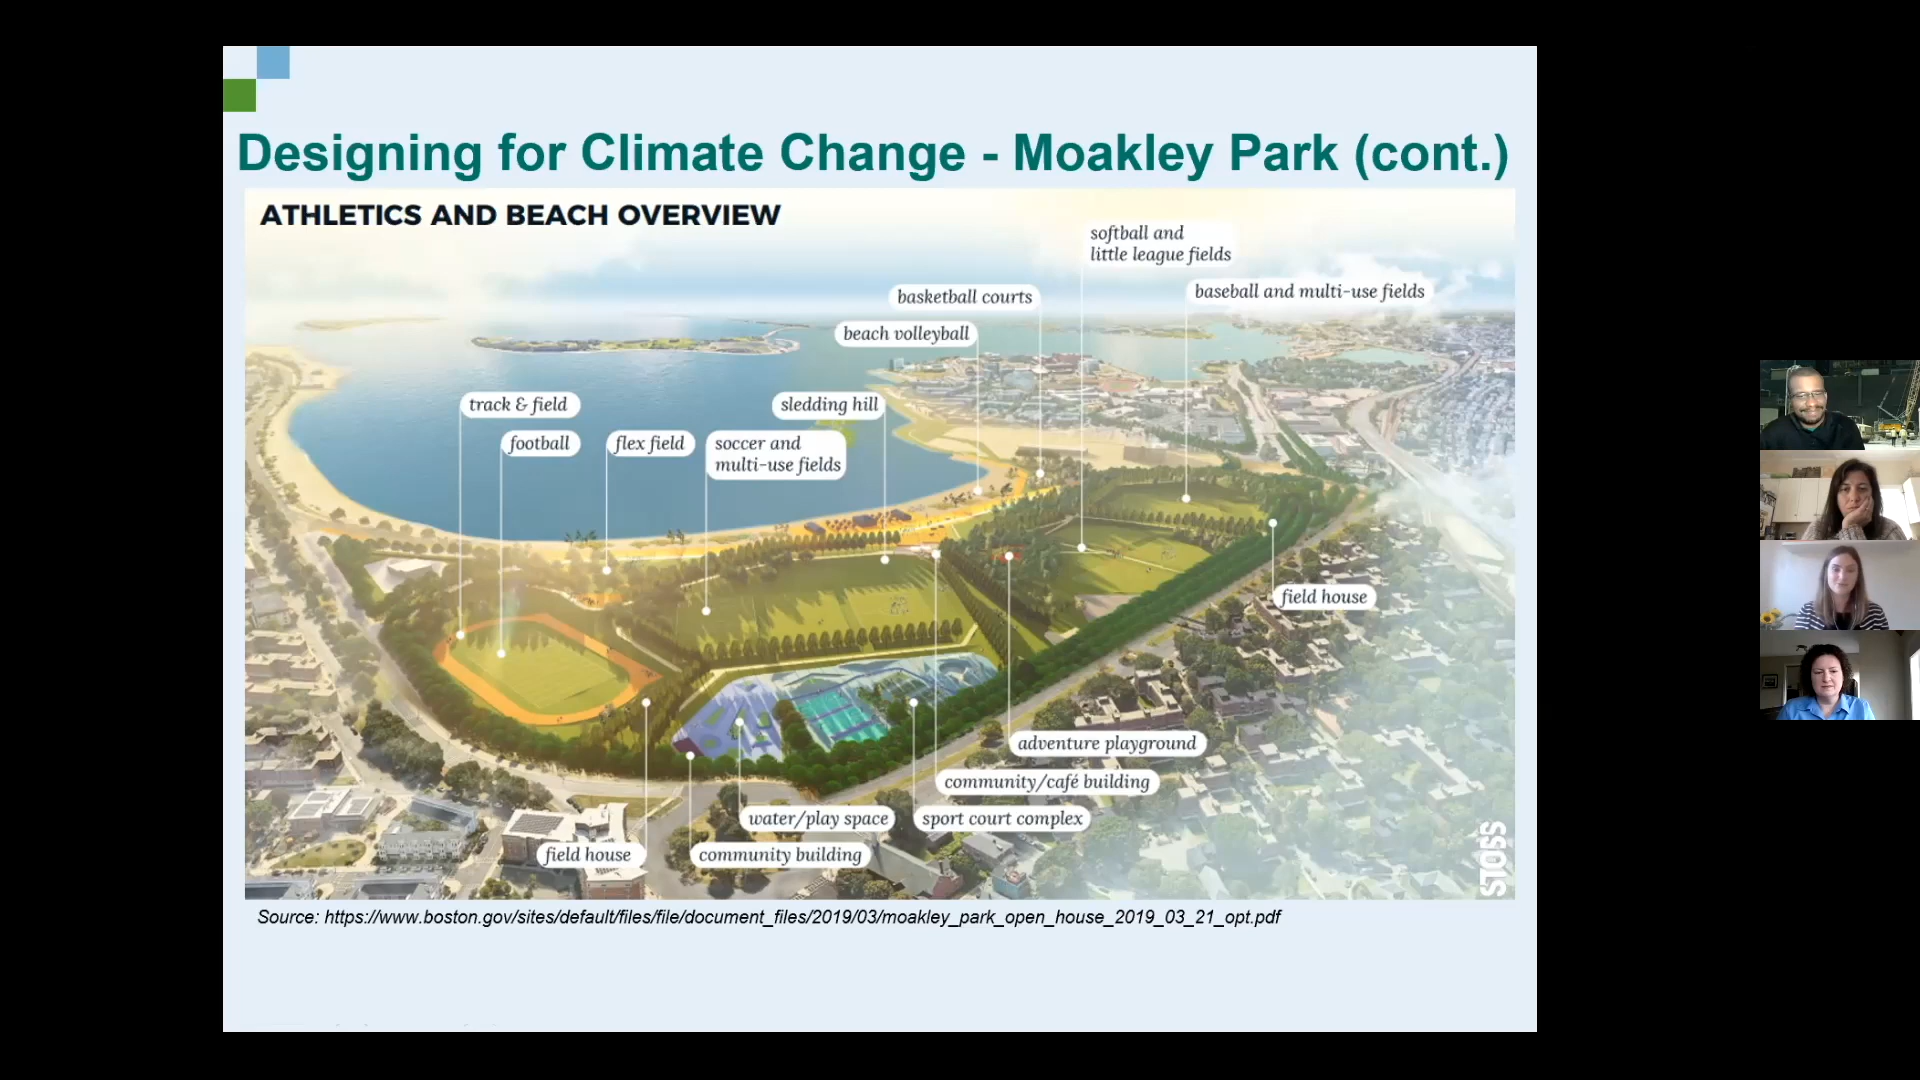 Designing for Climate Change - Moakley Park (cont.)
ATHLETICS AND BEACH OVERVIEW
softball and
little league fields
basketball courts
baseball and multi-use fields
beach volleyball
track & field
sledding hill
football
flex field
soccer and
multi-use fields
field house
adventure playground
community/café building
water/play space
sport court complex
field house
community building
STOSS
Source: https://www.boston.gov/sites/default/files/file/document_files/2019/03/moakley_park_open_house_2019_03_21_opt.pdf